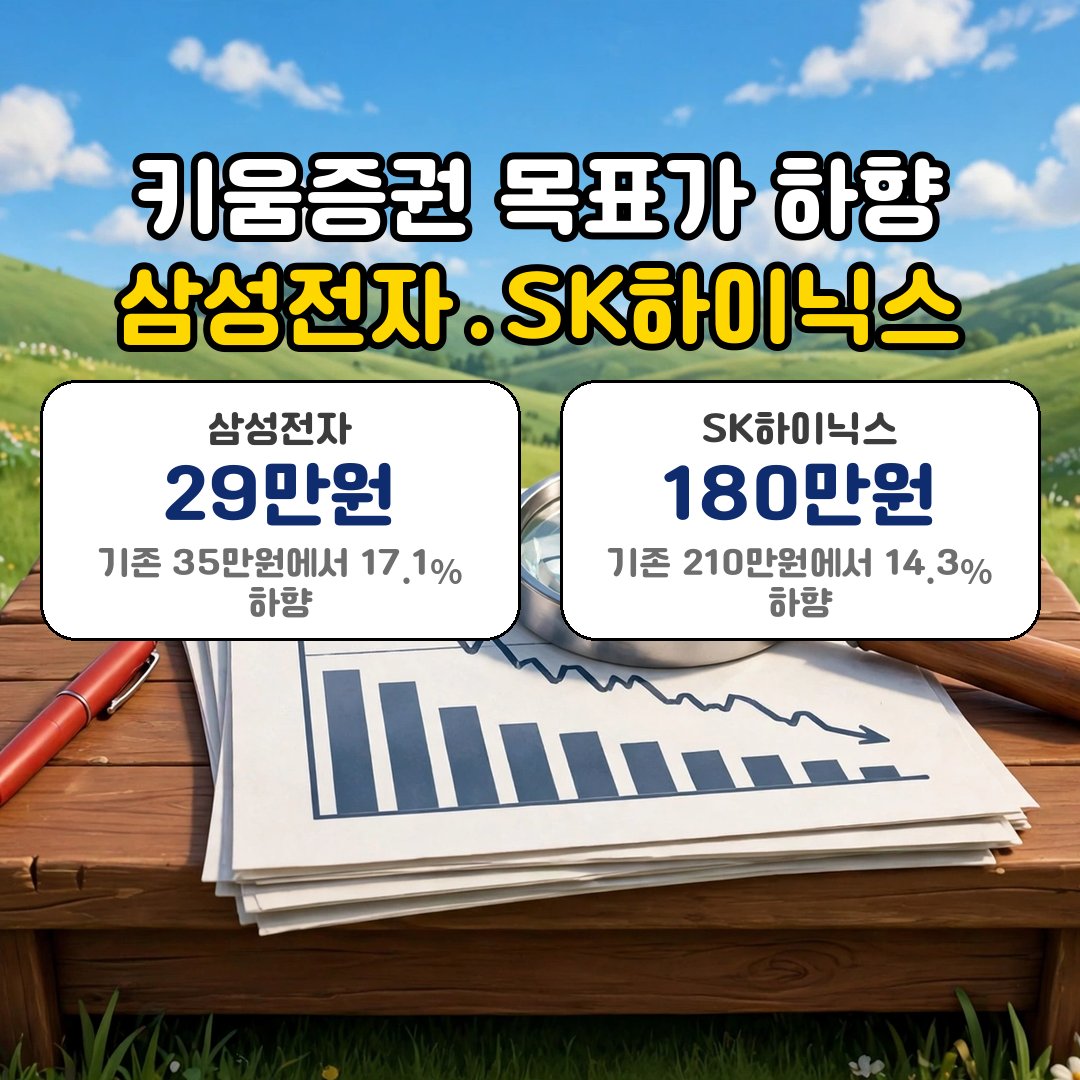 키움증권 목표가 하향
삼성전자.SK하이닉스
삼성전자
29만원
기존 35만원에서 17.1%
하향
SK하이닉스
180만원
기존 210만원에서 14.3%
하향